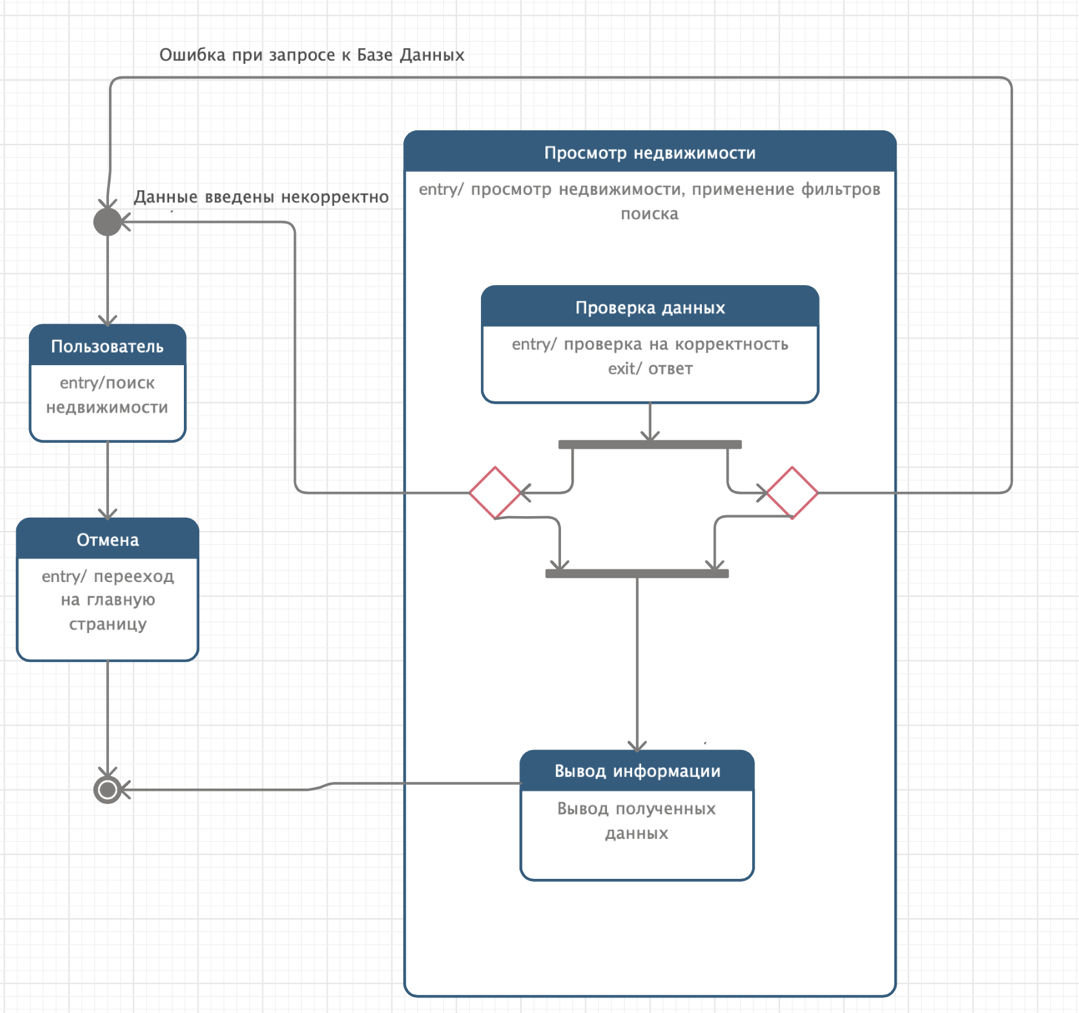 Ошибка при запросе к Базе Данных
Просмотр недвижимости
entry/ просмотр недвижимости, применение фильтров
поиска
Данные введены некорректно
Проверка данных
entry/ проверка на корректность
exit/ ответ
Пользователь
entry/поиск
недвижимости
Отмена
entry/ перееход
на главную
страницу
Вывод информации
Вывод полученных
данных